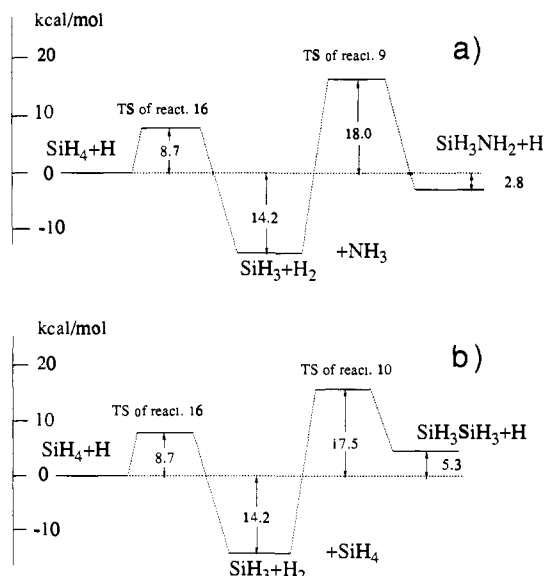 kcal/mol
a)
TS of react. 9
20
TS of react. 16
10
SiH4+H
8.7
18.0
SiH3NH2+H
0
2.8
14.2
-10
SiH3+H2 +NH3
kcal/mol
b)
20
TS of react. 10
TS of react. 16
10
SiH3SiH3+H
SiH4+H
8.7
17.5
5.3
0
14.2
-10
SiH3+H2 +SiH4